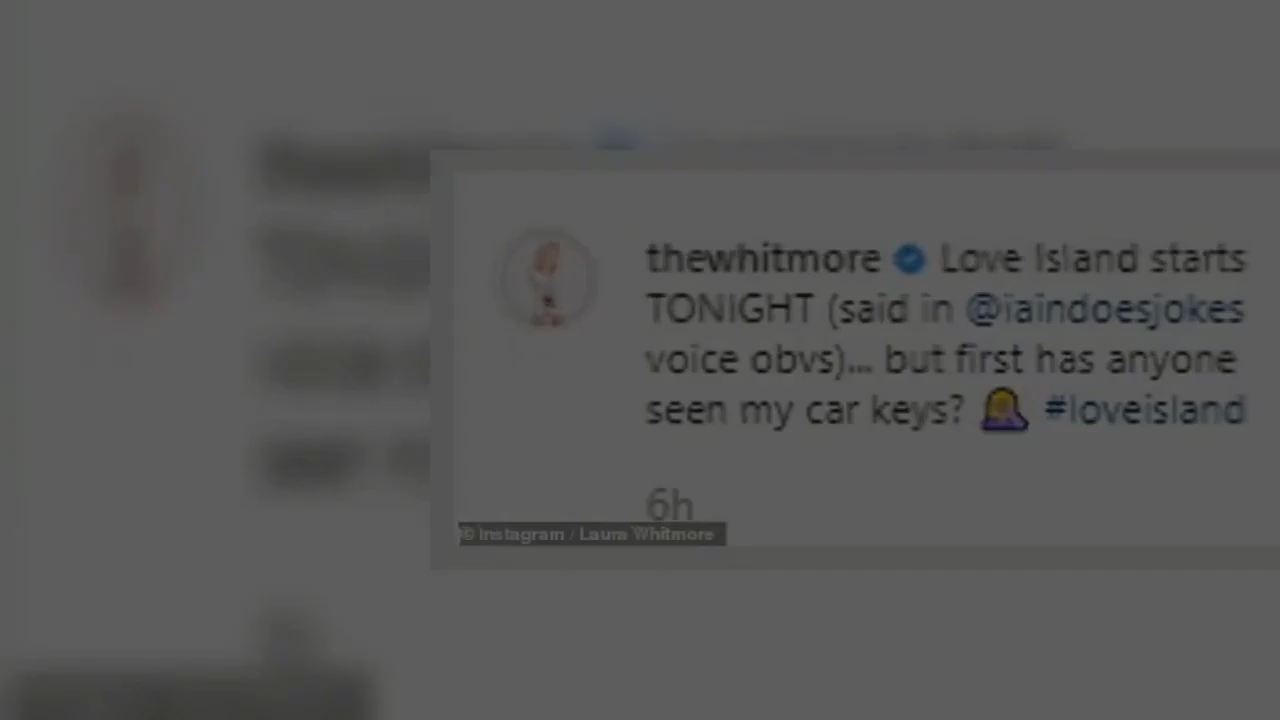 thewhitmore Love Island starts
TONIGHT (said in @iaindoesjokes
voice obvs)... but first has anyone
seen my car keys? 🤦‍♀️ #loveisland
6h
© Instagram / Laura Whitmore